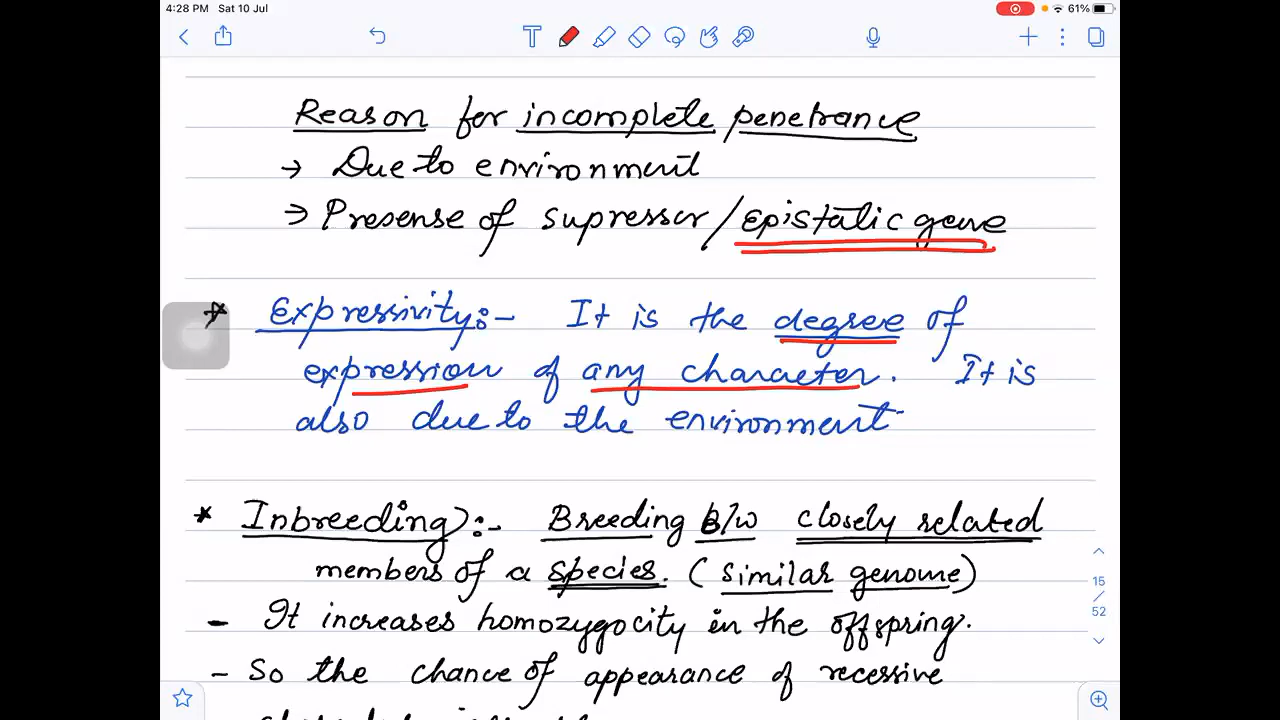 4:28 PM Sat 10 Jul
61%
Reason for incomplete penetrance
→ Due to environment
→ Presense of supressor / Epistatic gene
* Expressivity:- It is the degree of
expression of any character. It is
also due to the environment
* Inbreeding):- Breeding b/w closely related
members of a species. (similar genome)
- It increases homozygocity in the offspring.
- So the chance of appearance of recessive
15
/
52